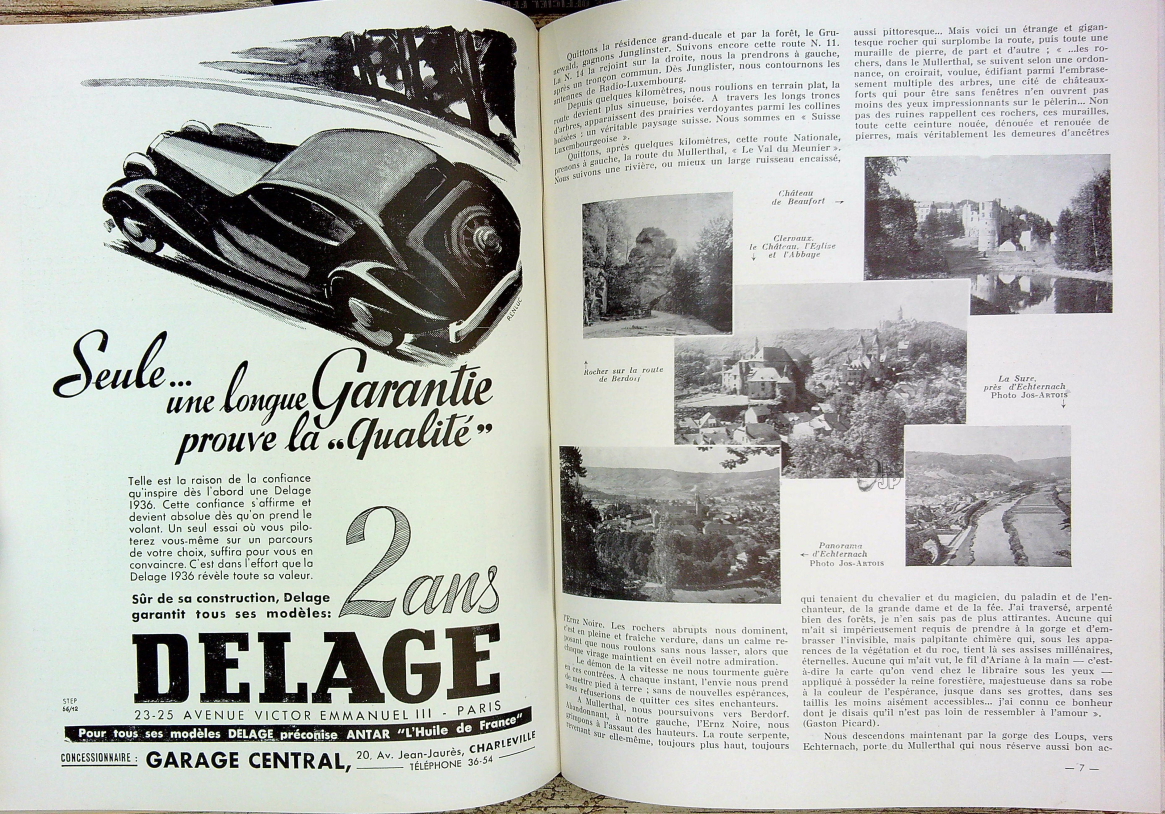 RENLUC
Seule...
une longue Garantie
prouve la „Qualité”
Telle est la raison de la confiance
qu'inspire dès l'abord une Delage
1936. Cette confiance s'affirme et
devient absolue dès qu'on prend le
volant. Un seul essai où vous pilo-
terez vous-même sur un parcours
de votre choix, suffira pour vous en
convaincre. C'est dans l'effort que la
Delage 1936 révèle toute sa valeur.
Sûr de sa construction, Delage
garantit tous ses modèles:
2 ans
DELAGE
STEP
56/12
23-25 AVENUE VICTOR EMMANUEL III - PARIS
Pour tous ses modèles DELAGE préconise ANTAR "L'Huile de France"
CONCESSIONNAIRE: GARAGE CENTRAL, 20, Av. Jean-Jaurès, CHARLEVILLE
TÉLÉPHONE 36-54
Quittons la résidence grand-ducale et par la forêt, le Gru-
newald, gagnons Junglinster. Suivons encore cette route N. 11.
La N. 14 la rejoint sur la droite, nous la prendrons à gauche,
après un tronçon commun. Dès Junglister, nous contournons les
antennes de Radio-Luxembourg.
Depuis quelques kilomètres, nous roulions en terrain plat, la
route devient plus sinueuse, boisée. A travers les longs troncs
d'arbres, apparaissent des prairies verdoyantes parmi les collines
boisées : un véritable paysage suisse. Nous sommes en « Suisse
Luxembourgeoise ».
Quittons, après quelques kilomètres, cette route Nationale,
prenons à gauche, la route du Mullerthal, « Le Val du Meunier ».
Nous suivons une rivière, ou mieux un large ruisseau encaissé,
Château
de Beaufort →
Clervaux,
le Château, l'Eglise
↓ et l'Abbaye
↑
Rocher sur la route
de Berdorf
La Sure,
près d'Echternach
Photo Jos-ARTOIS
↓
JP
Panorama
← d'Echternach
Photo Jos-ARTOIS
l'Ernz Noire. Les rochers abrupts nous dominent,
c'est en pleine et fraîche verdure, dans un calme re-
posant que nous roulons sans nous lasser, alors que
chaque virage maintient en éveil notre admiration.
Le démon de la vitesse ne nous tourmente guère
en ces contrées. A chaque instant, l'envie nous prend
de mettre pied à terre ; sans de nouvelles espérances,
nous refuserions de quitter ces sites enchanteurs.
A Mullerthal, nous poursuivons vers Berdorf.
Abandonnant, à notre gauche, l'Ernz Noire, nous
grimpons à l'assaut des hauteurs. La route serpente,
revenant sur elle-même, toujours plus haut, toujours
aussi pittoresque... Mais voici un étrange et gigan-
tesque rocher qui surplombe la route, puis toute une
muraille de pierre, de part et d'autre ; « ...les ro-
chers, dans le Mullerthal, se suivent selon une ordon-
nance, on croirait, voulue, édifiant parmi l'embrase-
sement multiple des arbres, une cité de châteaux-
forts qui pour être sans fenêtres n'en ouvrent pas
moins des yeux impressionnants sur le pèlerin... Non
pas des ruines rappellent ces rochers, ces murailles,
toute cette ceinture nouée, dénouée et renouée de
pierres, mais véritablement les demeures d'ancêtres
qui tenaient du chevalier et du magicien, du paladin et de l'en-
chanteur, de la grande dame et de la fée. J'ai traversé, arpenté
bien des forêts, je n'en sais pas de plus attirantes. Aucune qui
m'ait si impérieusement requis de prendre à la gorge et d'em-
brasser l'invisible, mais palpitante chimère qui, sous les appa-
rences de la végétation et du roc, tient là ses assises millénaires,
éternelles. Aucune qui m'ait vut, le fil d'Ariane à la main — c'est-
à-dire la carte qu'on vend chez le libraire sous les yeux —
appliqué à posséder la reine forestière, majestueuse dans sa robe
à la couleur de l'espérance, jusque dans ses grottes, dans ses
taillis les moins aisément accessibles... j'ai connu ce bonheur
dont je disais qu'il n'est pas loin de ressembler à l'amour ».
(Gaston Picard).
Nous descendons maintenant par la gorge des Loups, vers
Echternach, porte du Mullerthal qui nous réserve aussi bon ac-
— 7 —